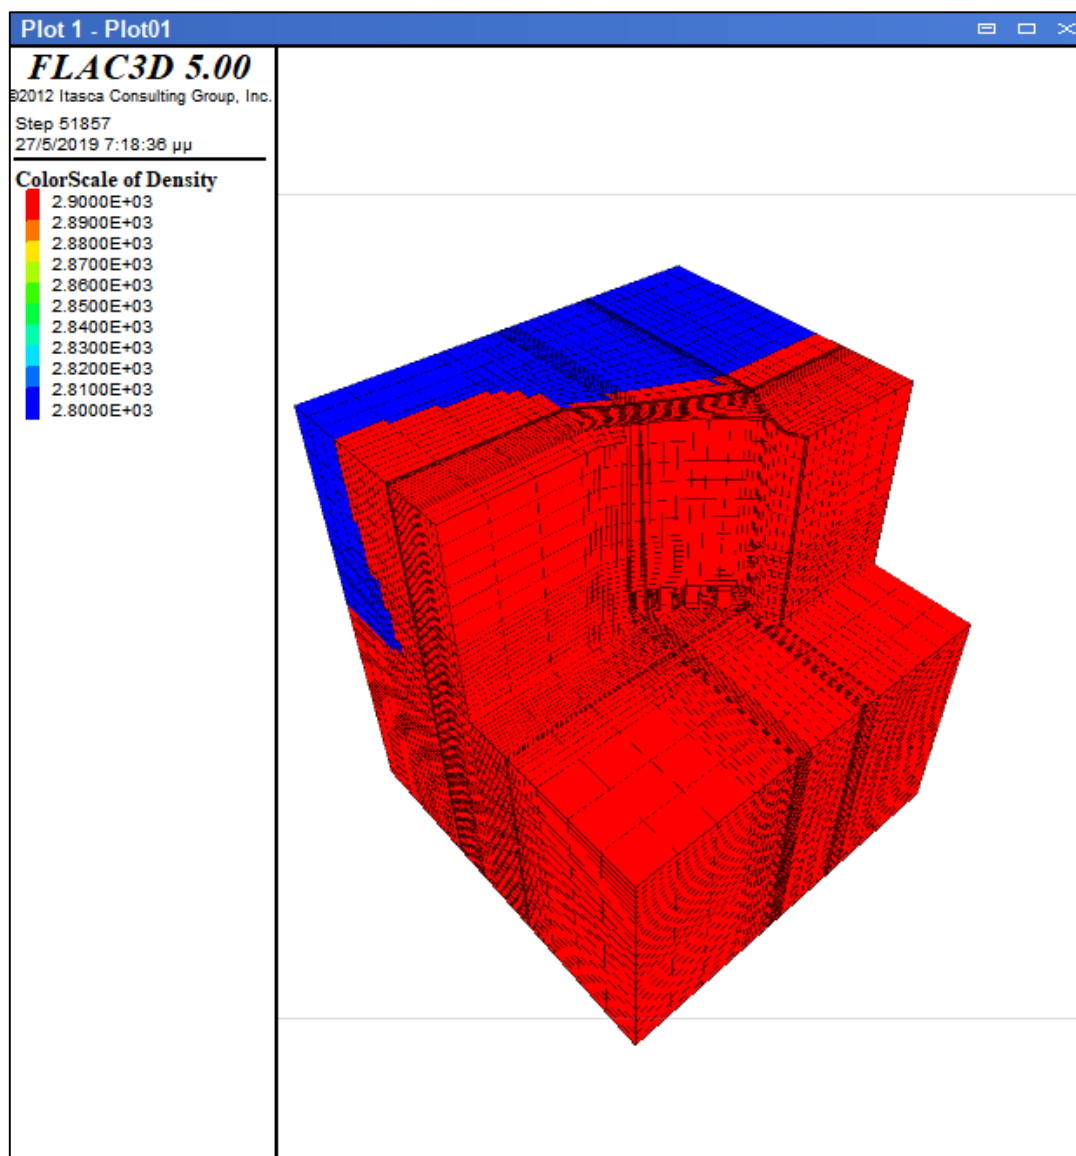 Plot 1 - Plot01
FLAC3D 5.00
©2012 Itasca Consulting Group, Inc.
Step 51857
27/5/2019 7:18:36 μμ
ColorScale of Density
2.9000E+03
2.8900E+03
2.8800E+03
2.8700E+03
2.8600E+03
2.8500E+03
2.8400E+03
2.8300E+03
2.8200E+03
2.8100E+03
2.8000E+03